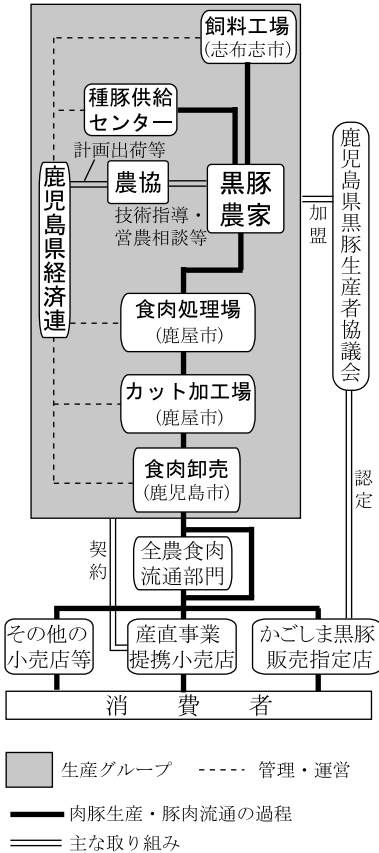 飼料工場
(志布志市)
種豚供給
センター
計画出荷等
鹿児島県経済連
農協
黒豚
農家
技術指導・
営農相談等
加盟
鹿児島県黒豚生産者協議会
食肉処理場
(鹿屋市)
カット加工場
(鹿屋市)
食肉卸売
(鹿児島市)
認定
契約
全農食肉
流通部門
その他の
小売店等
産直事業
提携小売店
かごしま黒豚
販売指定店
消費者
生産グループ
管理・運営
肉豚生産・豚肉流通の過程
主な取り組み